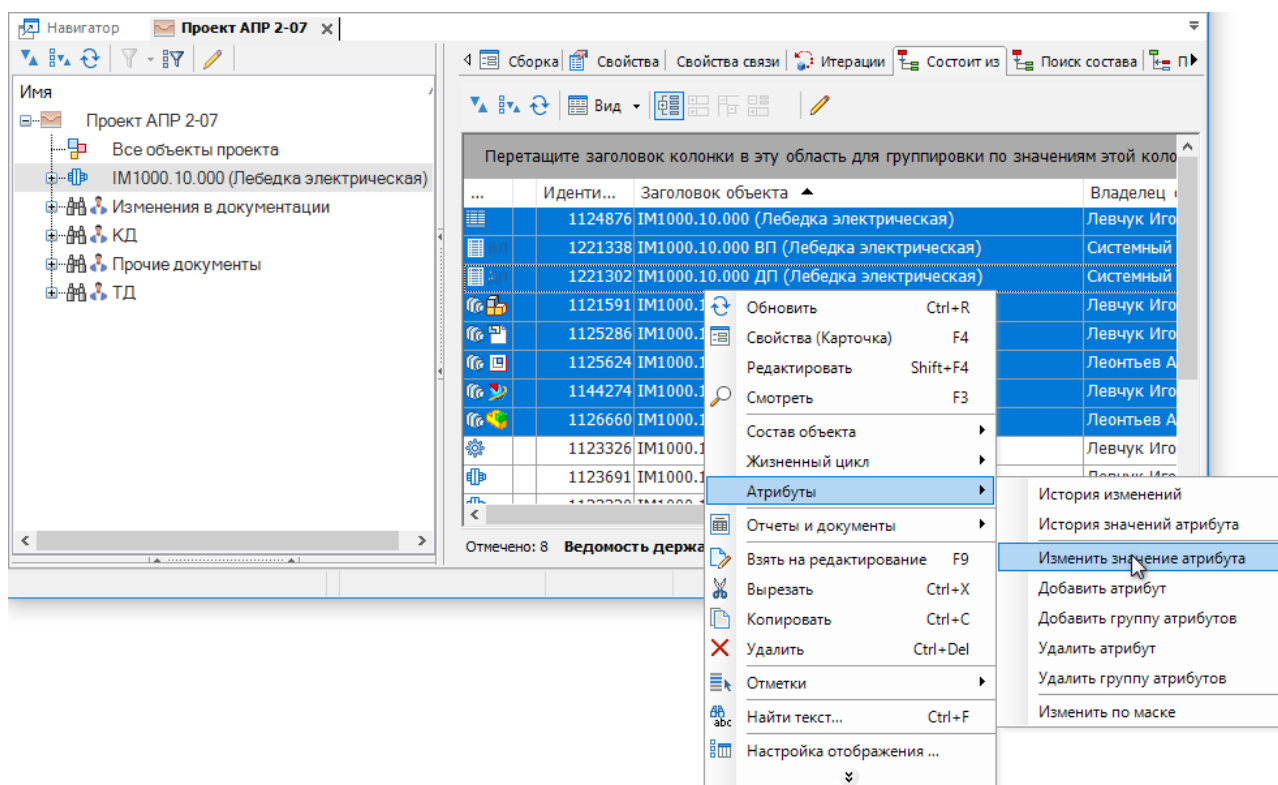 Навигатор Проект АПР 2-07 x
Сборка Свойства Свойства связи Итерации Состоит из Поиск состава П
Имя
Вид
Проект АПР 2-07
Все объекты проекта
IM1000.10.000 (Лебедка электрическая)
Изменения в документации
КД
Прочие документы
ТД
Перетащите заголовок колонки в эту область для группировки по значениям этой коло
... Иденти... Заголовок объекта Владелец
1124876 IM1000.10.000 (Лебедка электрическая) Левчук Иго
1221338 IM1000.10.000 ВП (Лебедка электрическая) Системный
1221302 IM1000.10.000 ДП (Лебедка электрическая) Системный
1121591 IM1000.1 Левчук Иго
1125286 IM1000.1 Левчук Иго
1125624 IM1000.1 Леонтьев А
1144274 IM1000.1 Левчук Иго
1126660 IM1000.1 Леонтьев А
1123326 IM1000.1 Левчук Иго
1123691 IM1000.1
Отмечено: 8 Ведомость держа
Обновить Ctrl+R
Свойства (Карточка) F4
Редактировать Shift+F4
Смотреть F3
Состав объекта
Жизненный цикл
Атрибуты
Отчеты и документы
Взять на редактирование F9
Вырезать Ctrl+X
Копировать Ctrl+C
Удалить Ctrl+Del
Отметки
Найти текст... Ctrl+F
Настройка отображения ...
История изменений
История значений атрибута
Изменить значение атрибута
Добавить атрибут
Добавить группу атрибутов
Удалить атрибут
Удалить группу атрибутов
Изменить по маске